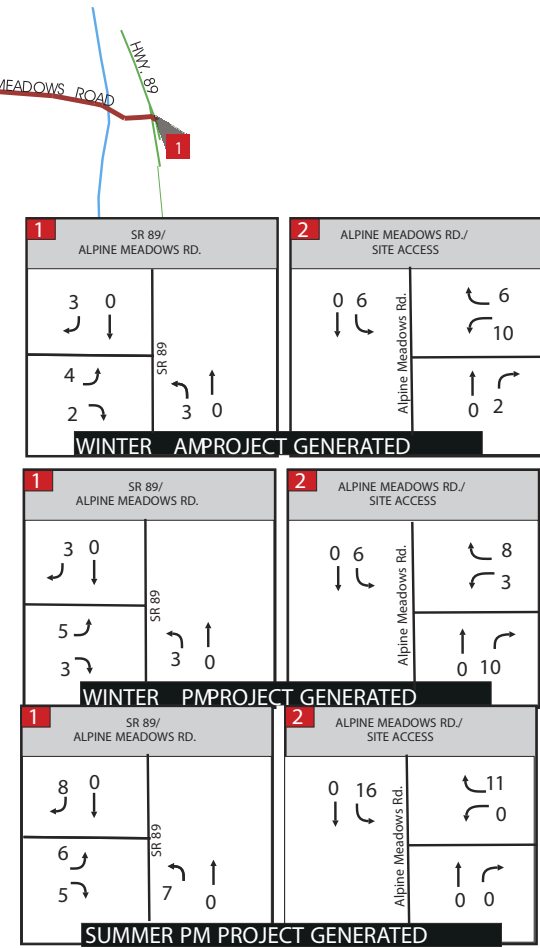 HWY. 89
MEADOWS ROAD
1
1
SR 89/
ALPINE MEADOWS RD.
3 0
4
2
SR 89
3 0
2
ALPINE MEADOWS RD./
SITE ACCESS
0 6
Alpine Meadows Rd.
6
10
0 2
WINTER AM PROJECT GENERATED
1
SR 89/
ALPINE MEADOWS RD.
3 0
5
3
SR 89
3 0
2
ALPINE MEADOWS RD./
SITE ACCESS
0 6
Alpine Meadows Rd.
8
3
0 10
WINTER PM PROJECT GENERATED
1
SR 89/
ALPINE MEADOWS RD.
8 0
6
5
SR 89
7 0
2
ALPINE MEADOWS RD./
SITE ACCESS
0 16
Alpine Meadows Rd.
11
0
0 0
SUMMER PM PROJECT GENERATED